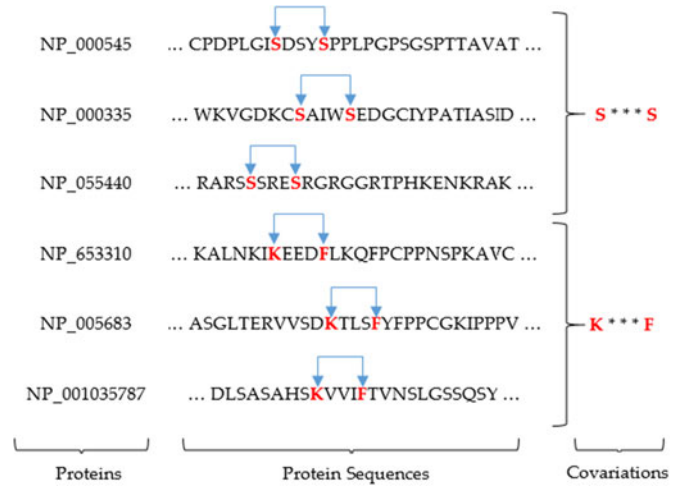 NP_000545 ... CPDPLGISDSYSPPLPGPSGSPTTAVAT ...
NP_000335 ... WKVGDKCSAIWSEDGCIYPATIASID ...
S * * * S
NP_055440 ... RARSSSRESRGRGGRTPHKENKRAK ...
NP_653310 ... KALNKIKEEDFLKQFPCPPNSPKAVC ...
NP_005683 ... ASGLTERVVSDKTLSFYFPPCGKIPPPV ...
K * * * F
NP_001035787 ... DLSASAHSKVVIFTVNSLGSSQSY ...
Proteins Protein Sequences Covariations